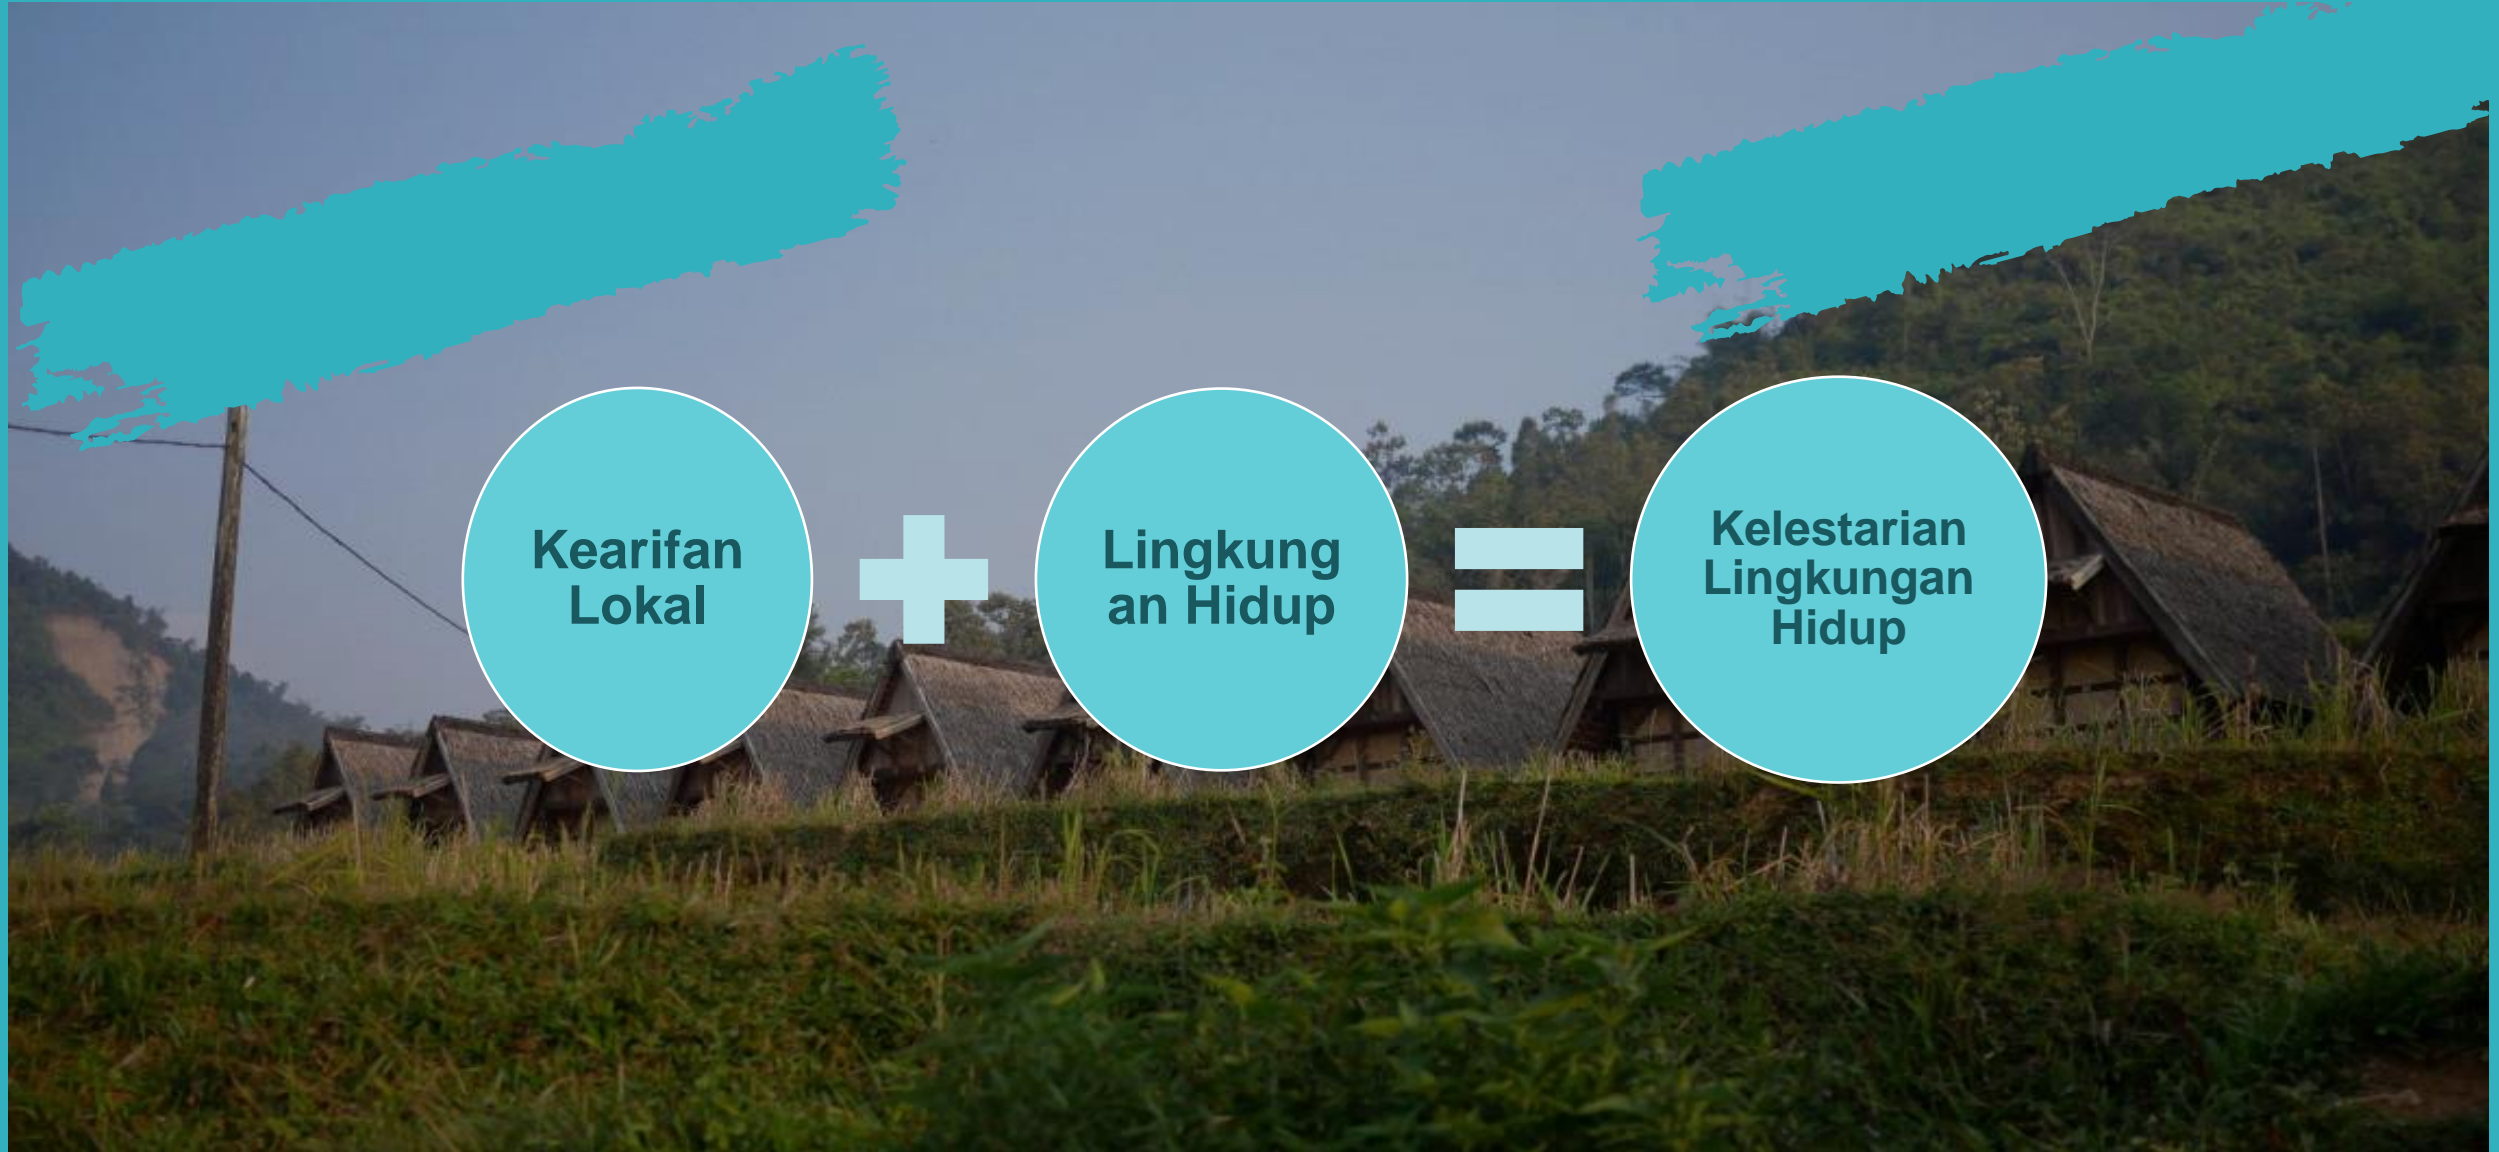 Kearifan
Lokal
Lingkung
an Hidup
Kelestarian
Lingkungan
Hidup